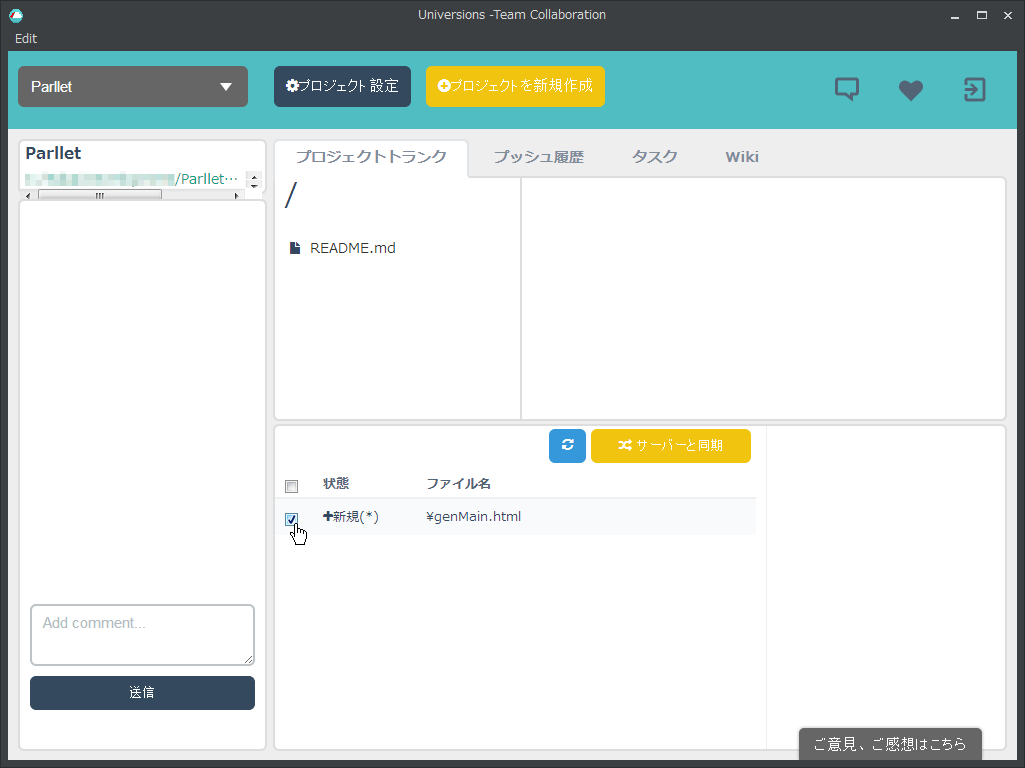 Universions -Team Collaboration
Edit
Parllet
プロジェクト 設定
プロジェクトを新規作成
Parllet
/Parllet…
プロジェクトトランク
プッシュ履歴
タスク
Wiki
/
README.md
サーバーと同期
状態
ファイル名
新規(*)
¥genMain.html
Add comment...
送信
ご意見、ご感想はこちら